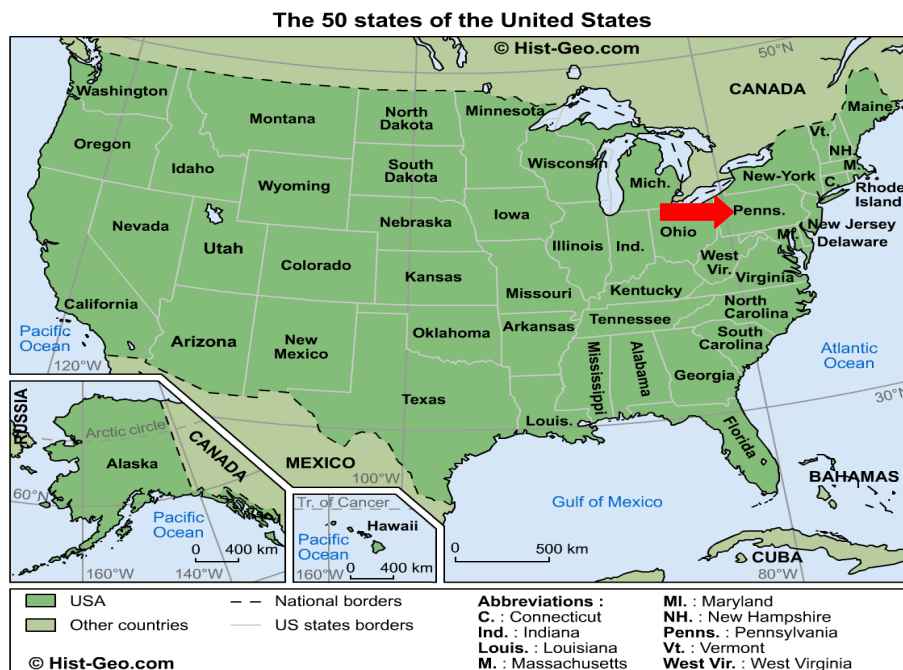 The 50 states of the United States
© Hist-Geo.com
50°N
CANADA
Washington
Montana
North
Dakota
Minnesota
Maine
Oregon
Idaho
Vt.
NH.
M.
South
Dakota
Wisconsin
Mich.
New-York
C.
Rhode
Island
Wyoming
Nevada
Nebraska
Iowa
Penns.
New Jersey
Delaware
Utah
Colorado
Illinois
Ind.
Ohio
MI.
West
Vir.
Virginia
Kansas
Missouri
Kentucky
California
North
Carolina
Pacific
Ocean
Arizona
New
Mexico
Oklahoma
Arkansas
Tennessee
South
Carolina
Atlantic
Ocean
120°W
Mississippi
Alabama
Georgia
Texas
30°N
Louis.
Florida
RUSSIA
Arctic circle
CANADA
Alaska
MEXICO
100°W
60°N
BAHAMAS
Tr. of Cancer
Gulf of Mexico
Pacific
Ocean
Hawaii
Pacific
Ocean
0 400 km
0 500 km
CUBA
160°W
140°W
160°W
0 400 km
80°W
USA
National borders
Other countries
US states borders
© Hist-Geo.com
Abbreviations :
C. : Connecticut
Ind. : Indiana
Louis. : Louisiana
M. : Massachusetts
MI. : Maryland
NH. : New Hampshire
Penns. : Pennsylvania
Vt. : Vermont
West Vir. : West Virginia